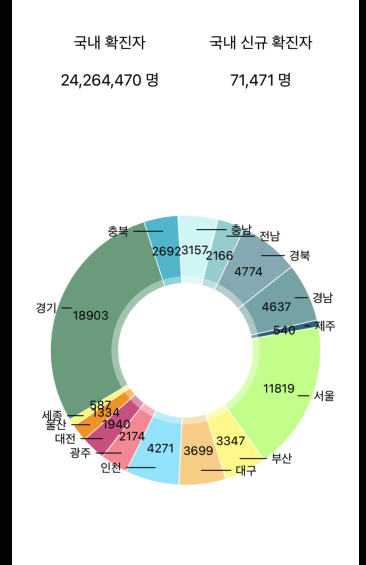 국내 확진자 국내 신규 확진자
24,264,470 명 71,471 명
충북 충남
전남
2692 3157 2166
경북
4774
경남
4637
경기
18903
제주
540
11819
서울
587
세종
1334
울산
1940
대전
2174
광주
3347
4271
3699
부산
인천
대구